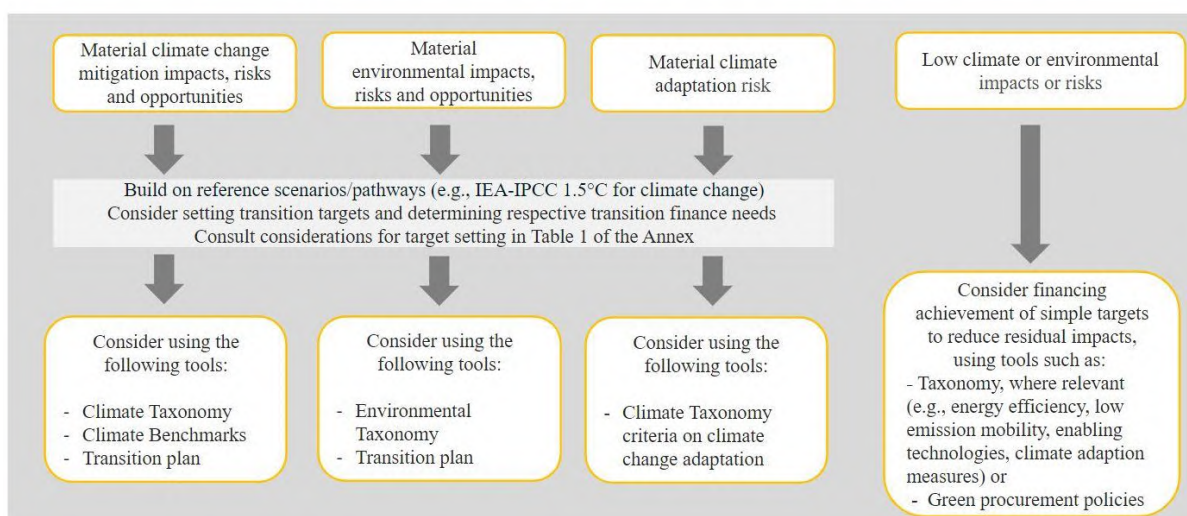 Material climate change
mitigation impacts, risks
and opportunities
Material
environmental impacts,
risks and opportunities
Material climate
adaptation risk
Low climate or environmental
impacts or risks
Build on reference scenarios/pathways (e.g., IEA-IPCC 1.5°C for climate change)
Consider setting transition targets and determining respective transition finance needs
Consult considerations for target setting in Table 1 of the Annex
Consider using the
following tools:
- Climate Taxonomy
- Climate Benchmarks
- Transition plan
Consider using the
following tools:
- Environmental
Taxonomy
- Transition plan
Consider using the
following tools:
- Climate Taxonomy
criteria on climate
change adaptation
Consider financing
achievement of simple targets
to reduce residual impacts,
using tools such as:
- Taxonomy, where relevant
(e.g., energy efficiency, low
emission mobility, enabling
technologies, climate adaption
measures) or
- Green procurement policies